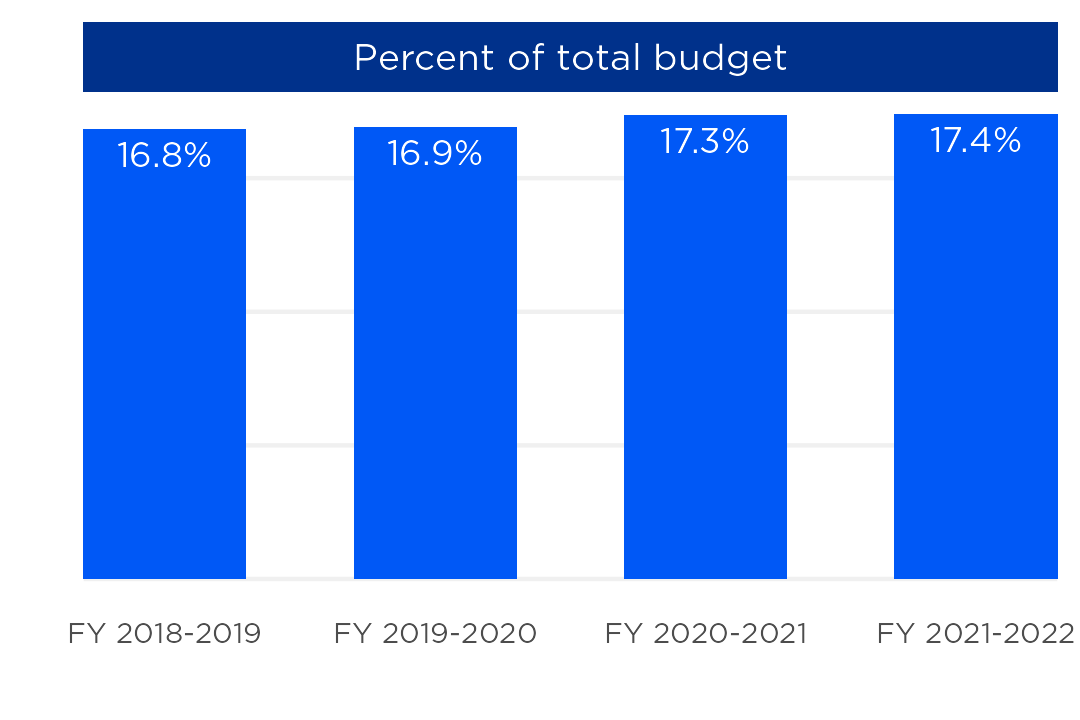 Percent of total budget
16.8%
16.9%
17.3%
17.4%
FY 2018-2019
FY 2019-2020
FY 2020-2021
FY 2021-2022